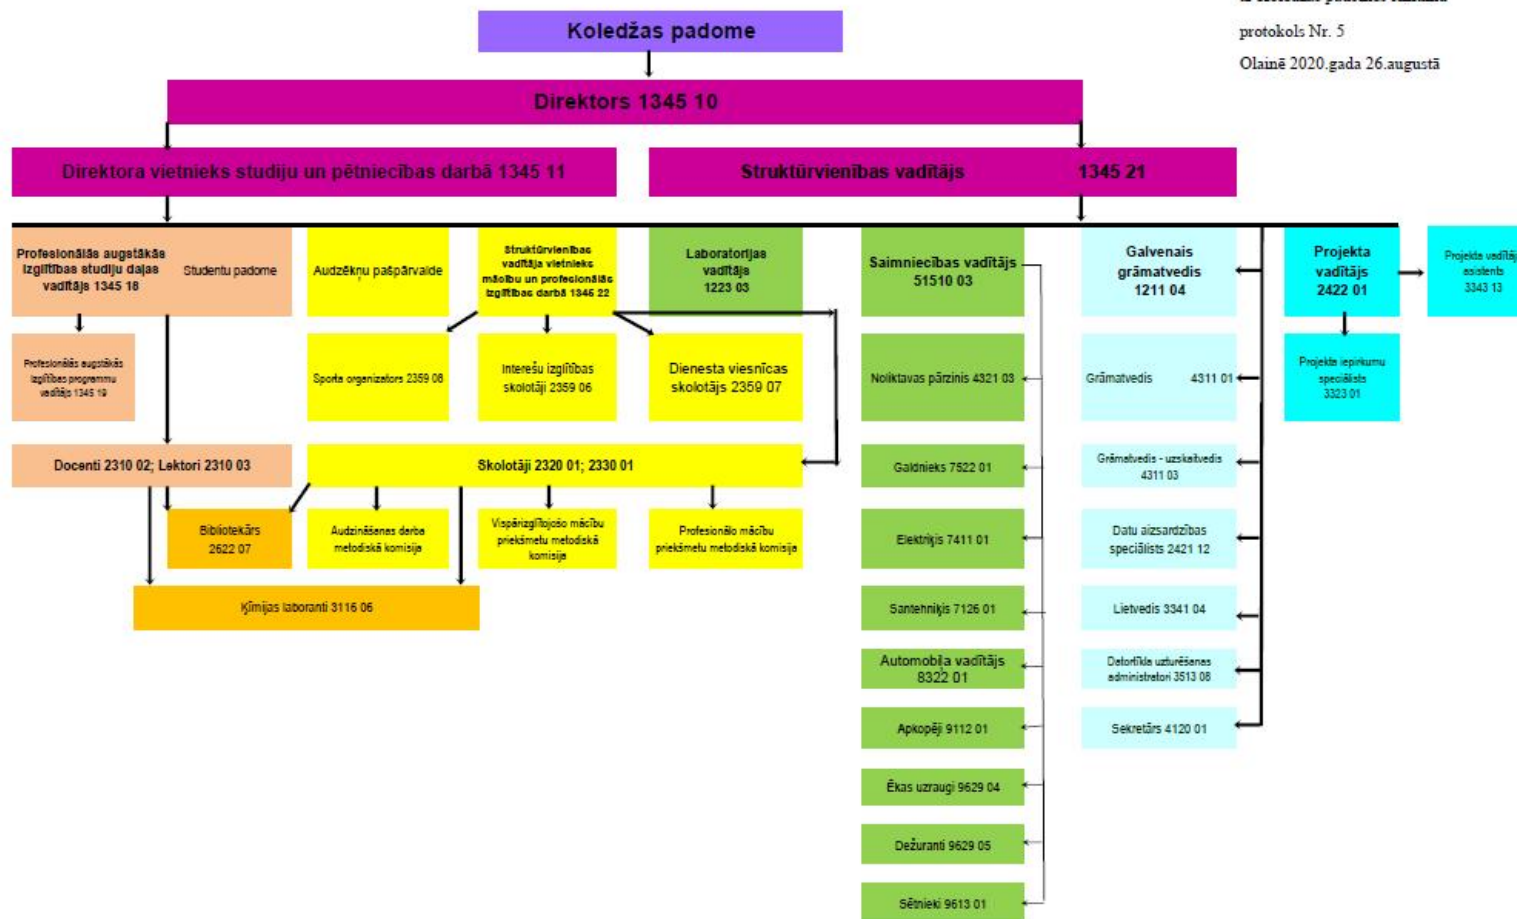 protokols Nr. 5
Olainē 2020.gada 26.augustā
Koledžas padome
Direktors 1345 10
Direktora vietnieks studiju un pētniecības darbā 1345 11
Struktūrvienības vadītājs 1345 21
Profesionālās augstākās
izglītības studiju daļas
vadītājs 1345 18
Studentu padome
Audzēkņu pašpārvalde
Struktūrvienības
vadītāja vietnieks
mācību un profesionālās
izglītības darbā 1345 22
Laboratorijas
vadītājs
1223 03
Saimniecības vadītājs
51510 03
Galvenais
grāmatvedis
1211 04
Projekta
vadītājs
2422 01
Projekta vadītāj
asistents
3343 13
Profesionālās augstākās
izglītības programmu
vadītājs 1345 19
Sporta organizators 2359 08
Interešu izglītības
skolotāji 2359 06
Dienesta viesnīcas
skolotājs 2359 07
Noliktavas pārzinis 4321 03
Grāmatvedis 4311 01
Projekta iepirkumu
speciālists
3323 01
Docenti 2310 02; Lektori 2310 03
Skolotāji 2320 01; 2330 01
Galdnieks 7522 01
Grāmatvedis - uzskaitvedis
4311 03
Bibliotekārs
2622 07
Audzināšanas darba
metodiskā komisija
Vispārizglītojošo mācību
priekšmetu metodiskā
komisija
Profesionālo mācību
priekšmetu metodiskā komisija
Elektriķis 7411 01
Datu aizsardzības
speciālists 2421 12
Ķīmijas laboranti 3116 06
Santehniķis 7126 01
Lietvedis 3341 04
Automobiļa vadītājs
8322 01
Datortīkla uzturēšanas
administratori 3513 08
Apkopēji 9112 01
Sekretārs 4120 01
Ēkas uzraugi 9629 04
Dežuranti 9629 05
Sētnieki 9613 01